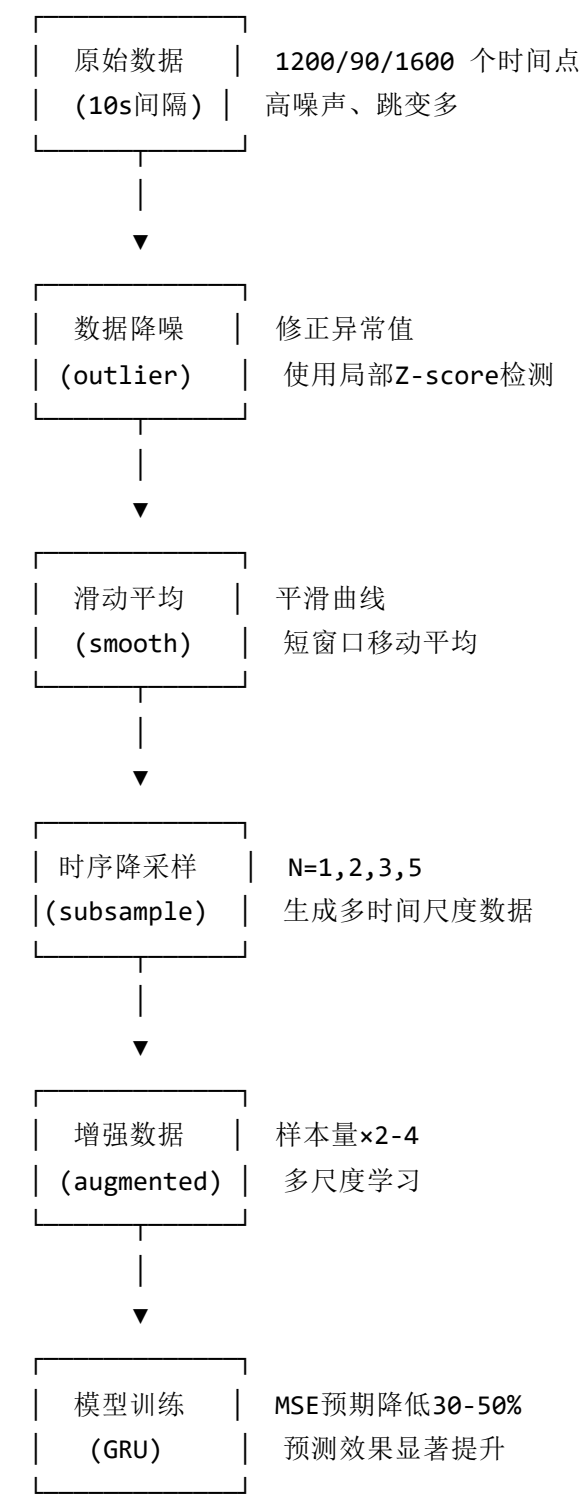 原始数据 1200/90/1600 个时间点
(10s间隔) 高噪声、跳变多
数据降噪 修正异常值
(outlier) 使用局部Z-score检测
滑动平均 平滑曲线
(smooth) 短窗口移动平均
时序降采样 N=1,2,3,5
(subsample) 生成多时间尺度数据
增强数据 样本量×2-4
(augmented) 多尺度学习
模型训练 MSE预期降低30-50%
(GRU) 预测效果显著提升